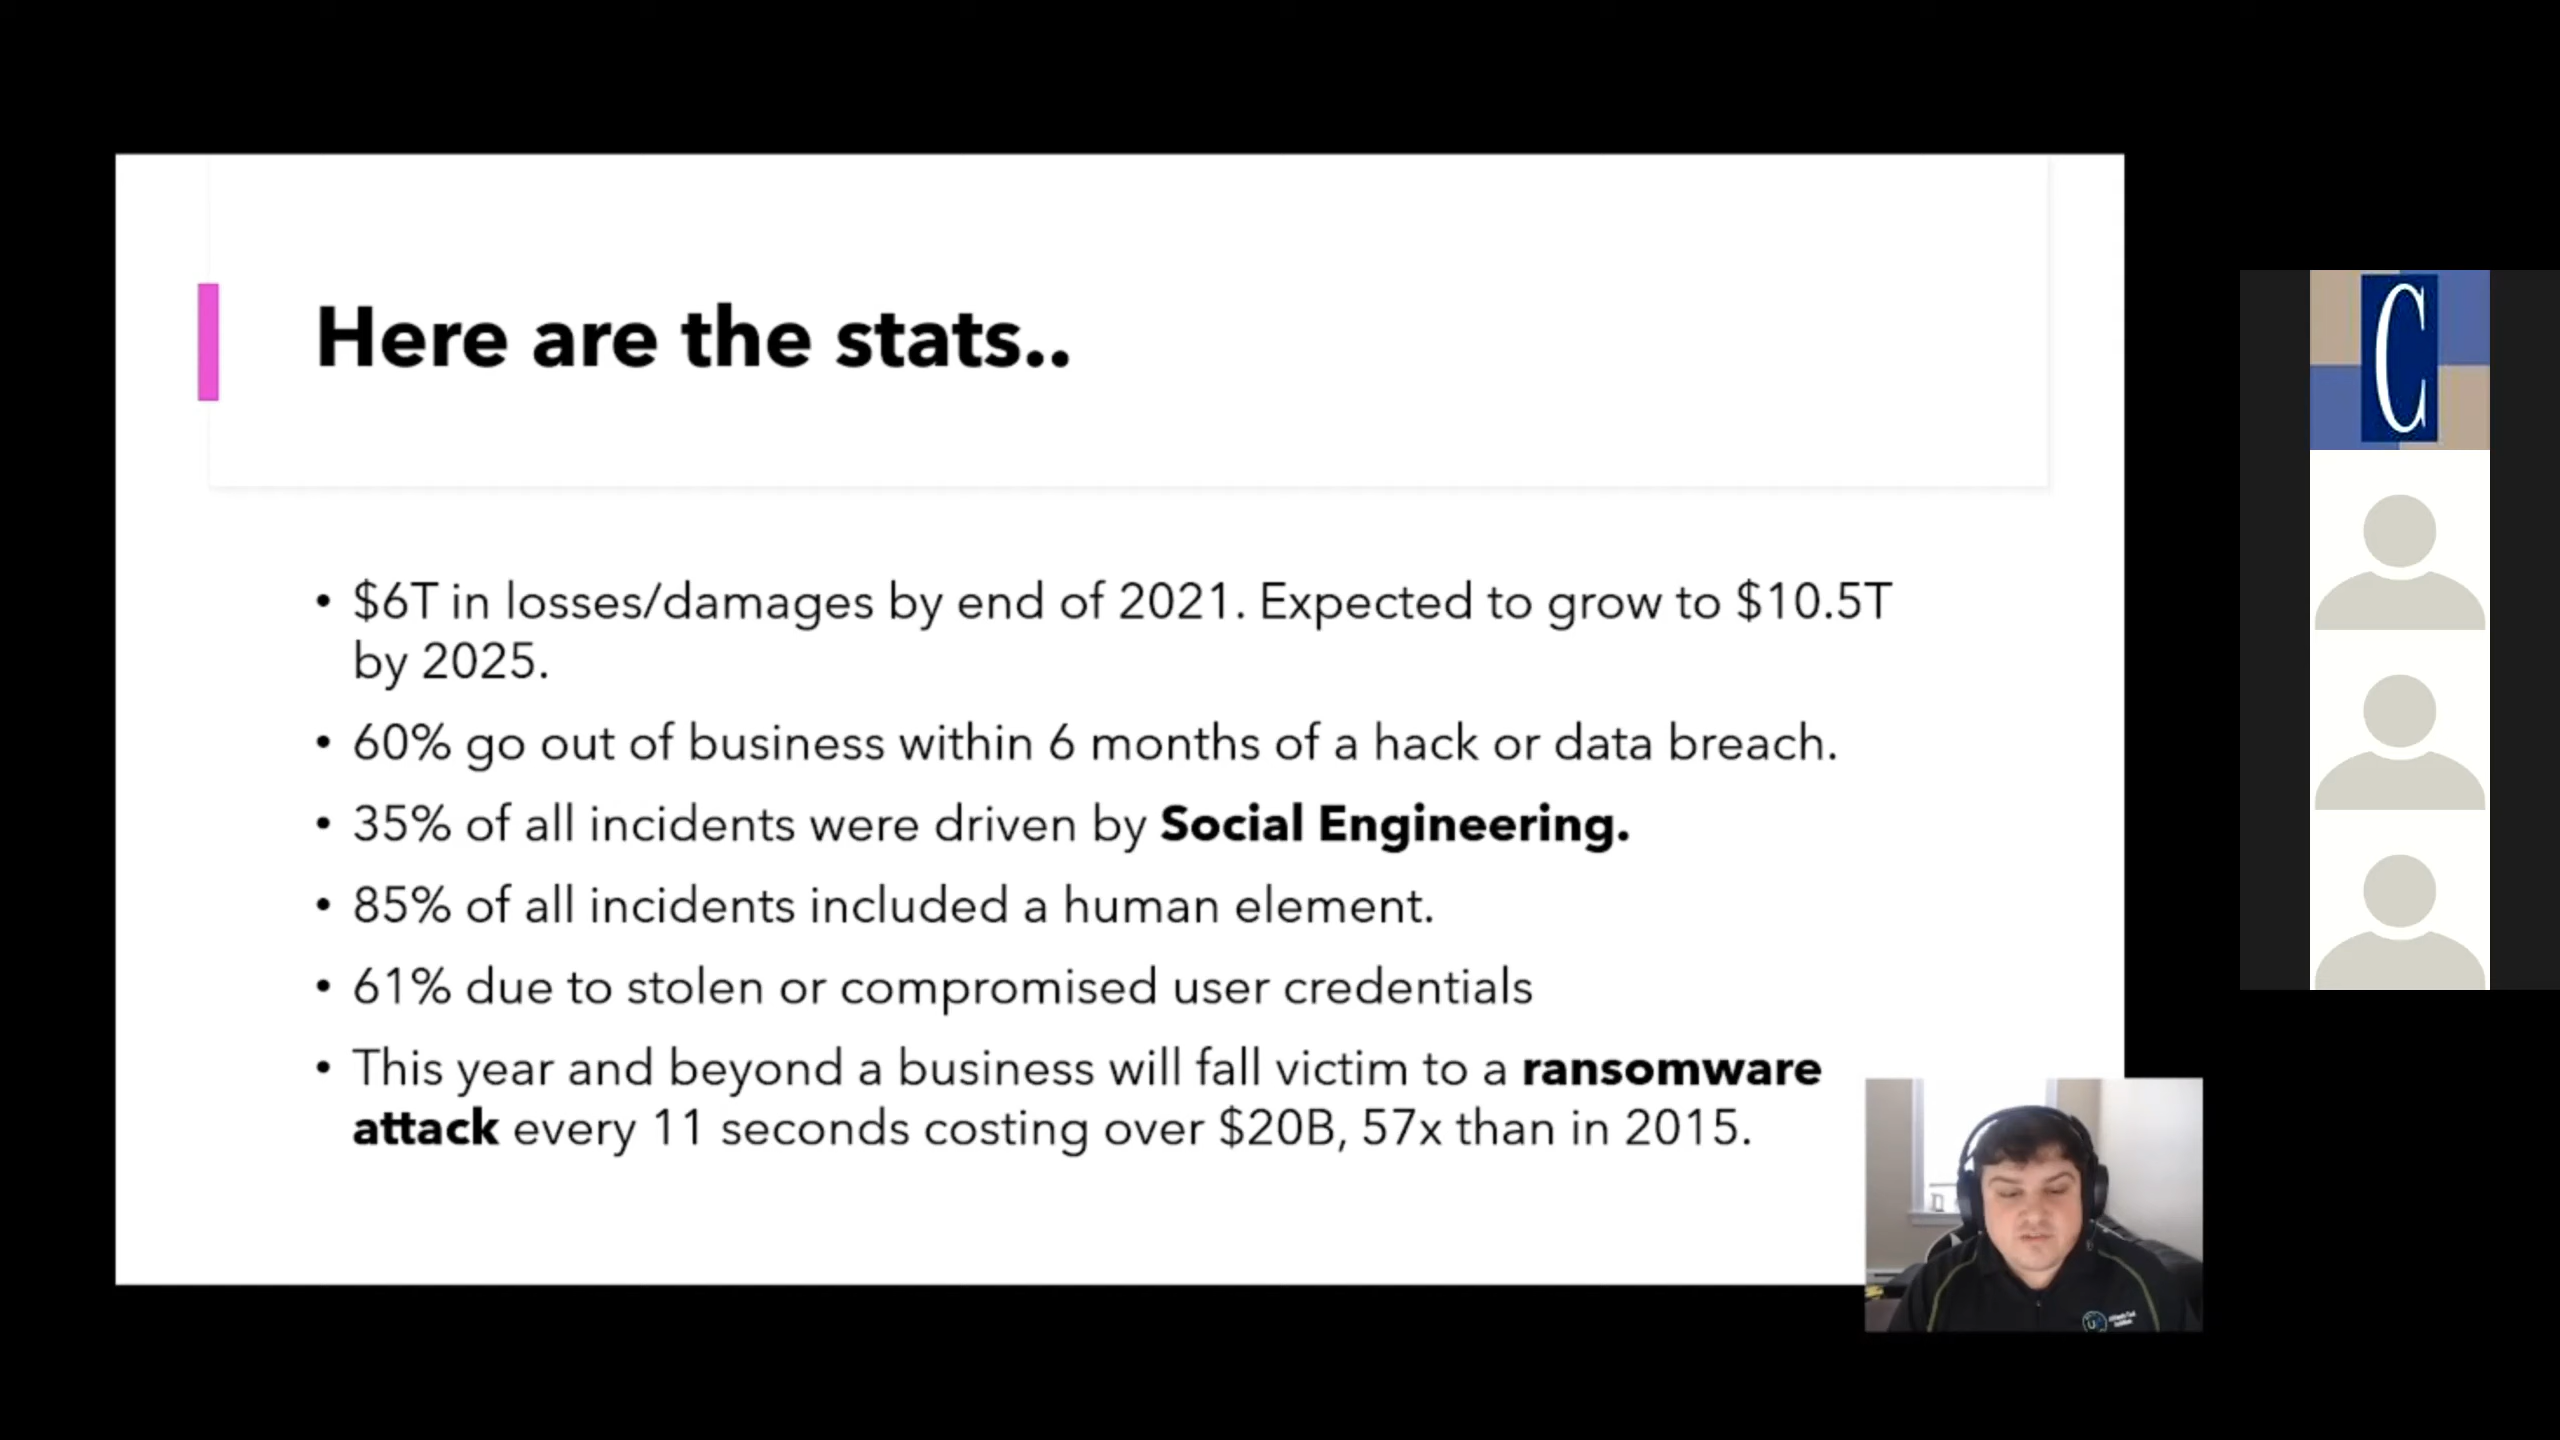 Here are the stats..
• $6T in losses/damages by end of 2021. Expected to grow to $10.5T
by 2025.
• 60% go out of business within 6 months of a hack or data breach.
• 35% of all incidents were driven by Social Engineering.
• 85% of all incidents included a human element.
• 61% due to stolen or compromised user credentials
• This year and beyond a business will fall victim to a ransomware
attack every 11 seconds costing over $20B, 57x than in 2015.
C